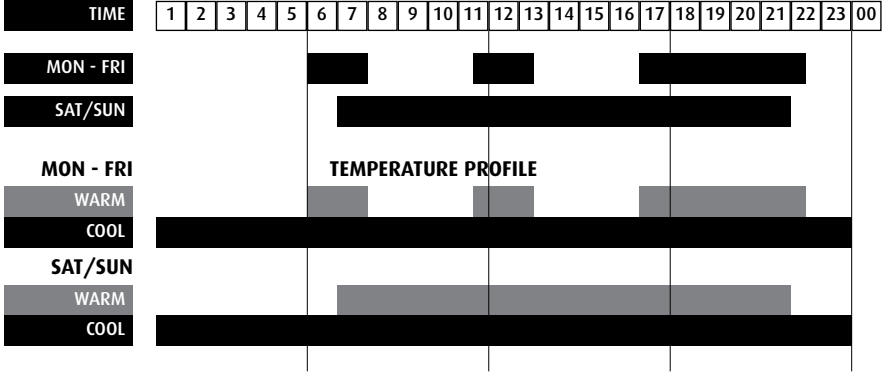 TIME 1 2 3 4 5 6 7 8 9 10 11 12 13 14 15 16 17 18 19 20 21 22 23 00
MON - FRI
SAT/SUN
MON - FRI TEMPERATURE PROFILE
WARM
COOL
SAT/SUN
WARM
COOL